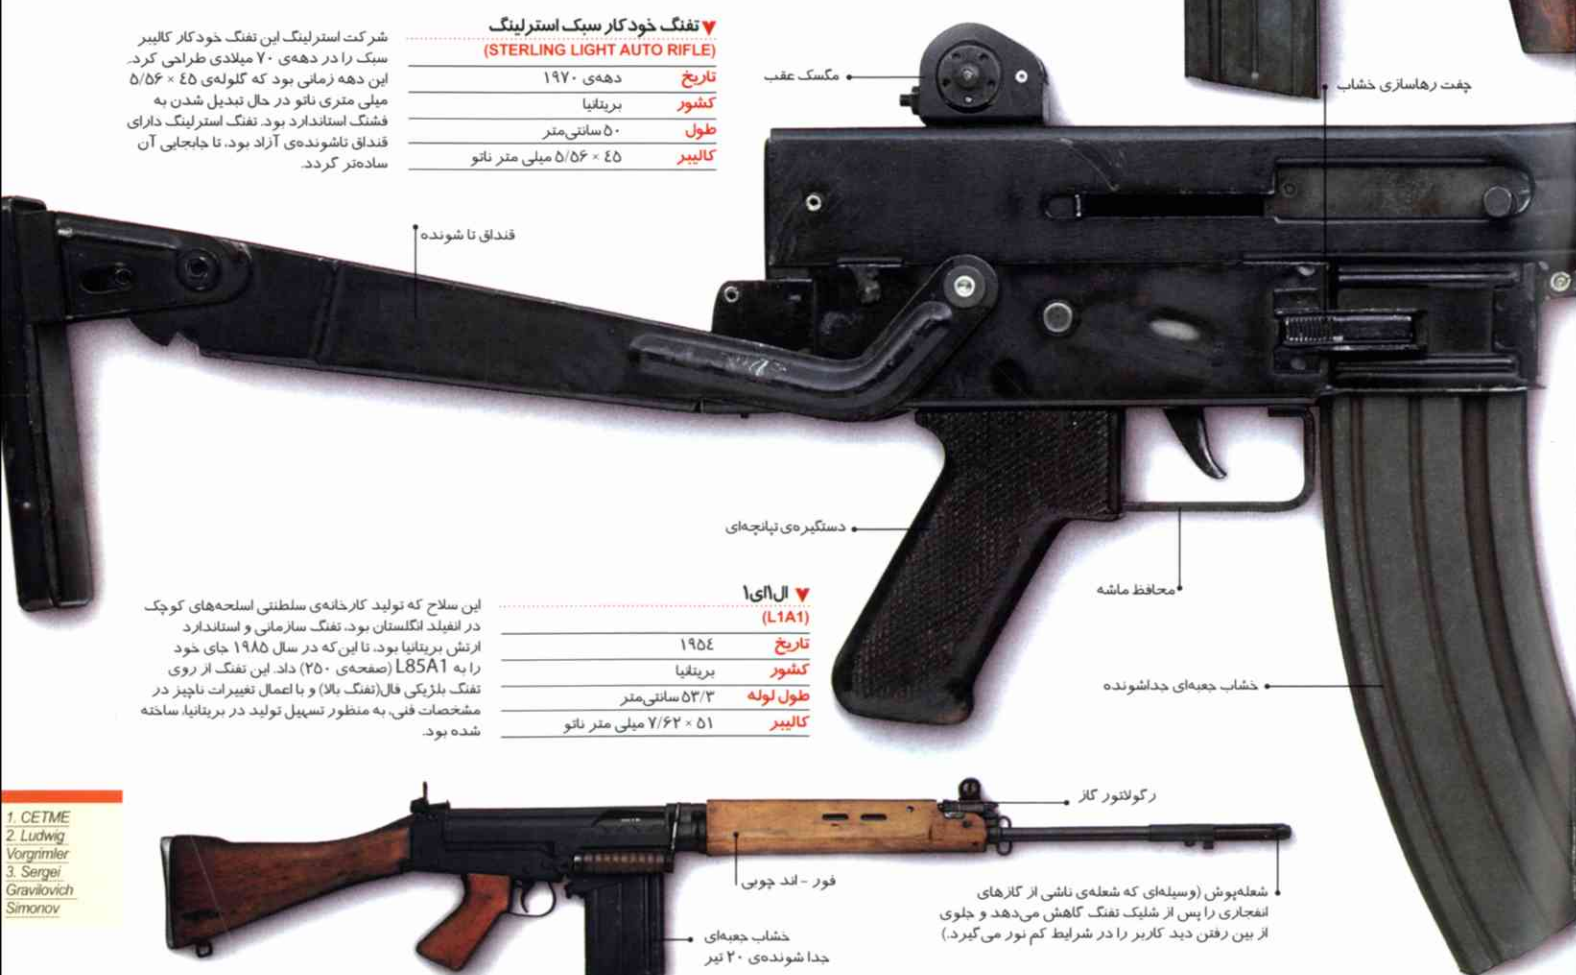 ▼ تفنگ خودکار سبک استرلینگ
(STERLING LIGHT AUTO RIFLE)
تاریخ دهه‌ی ۱۹۷۰
کشور بریتانیا
طول ۵۰ سانتی‌متر
کالیبر ۴۵ × ۵/۵۶ میلی متر ناتو
شرکت استرلینگ این تفنگ خودکار کالیبر
سبک را در دهه‌ی ۷۰ میلادی طراحی کرد.
این دهه زمانی بود که گلوله‌ی ۴۵ × ۵/۵۶
میلی متری ناتو در حال تبدیل شدن به
فشنگ استاندارد بود. تفنگ استرلینگ دارای
قنداق تاشونده‌ی آزاد بود، تا جابجایی آن
ساده‌تر گردد.
مگسک عقب
چفت رهاسازی خشاب
قنداق تا شونده
دستگیره‌ی تپانچه‌ای
محافظ ماشه
خشاب جعبه‌ای جداشونده
▼ ال۱ای۱
(L1A1)
تاریخ ۱۹۵۴
کشور بریتانیا
طول لوله ۵۳/۳ سانتی‌متر
کالیبر ۵۱ × ۷/۶۲ میلی متر ناتو
این سلاح که تولید کارخانه‌ی سلطنتی اسلحه‌های کوچک
در انفیلد انگلستان بود، تفنگ سازمانی و استاندارد
ارتش بریتانیا بود، تا این‌که در سال ۱۹۸۵ جای خود
را به L85A1 (صفحه‌ی ۲۵۰) داد. این تفنگ از روی
تفنگ بلژیکی فال(تفنگ بالا) و با اعمال تغییرات ناچیز در
مشخصات فنی، به منظور تسهیل تولید در بریتانیا، ساخته
شده بود.
رگولاتور گاز
فور - اند چوبی
خشاب جعبه‌ای
جدا شونده‌ی ۲۰ تیر
شعله‌پوش (وسیله‌ای که شعله‌ی ناشی از گازهای
انفجاری را پس از شلیک تفنگ گاهش می‌دهد و جلوی
از بین رفتن دید کاربر را در شرایط کم نور می‌گیرد.)
1. CETME
2. Ludwig
Vorgrimler
3. Sergei
Gravilovich
Simonov